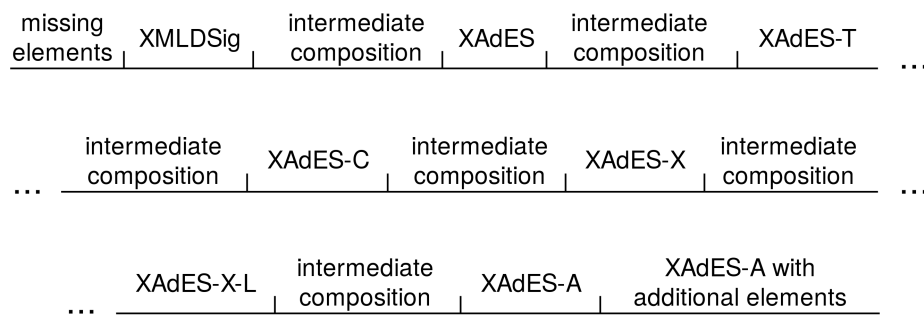 missing elements XMLDSig intermediate composition XAdES intermediate composition XAdES-T ...
... intermediate composition XAdES-C intermediate composition XAdES-X intermediate composition ...
... XAdES-X-L intermediate composition XAdES-A XAdES-A with additional elements